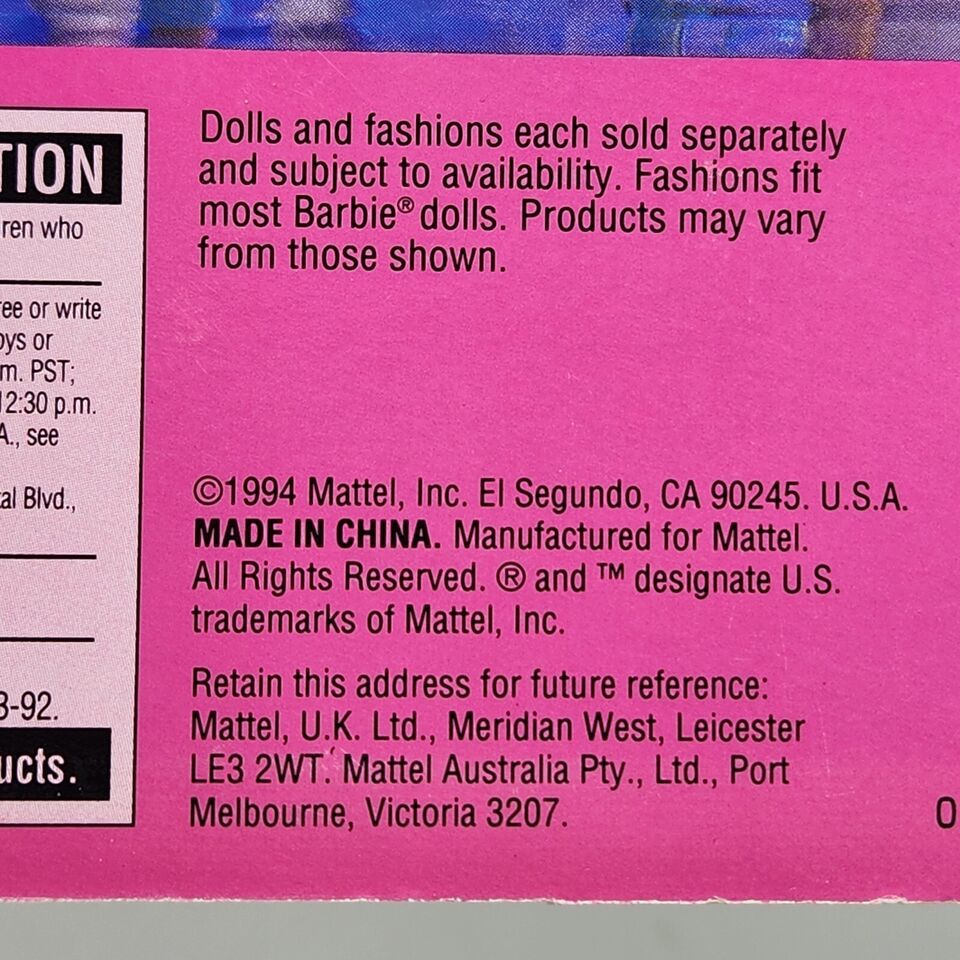 TION
ren who
ee or write
oys or
m. PST;
12:30 p.m.
A., see
al Blvd.,
3-92.
ucts.
Dolls and fashions each sold separately
and subject to availability. Fashions fit
most Barbie® dolls. Products may vary
from those shown.
©1994 Mattel, Inc. El Segundo, CA 90245. U.S.A.
MADE IN CHINA. Manufactured for Mattel.
All Rights Reserved. ® and ™ designate U.S.
trademarks of Mattel, Inc.
Retain this address for future reference:
Mattel, U.K. Ltd., Meridian West, Leicester
LE3 2WT. Mattel Australia Pty., Ltd., Port
Melbourne, Victoria 3207.
0